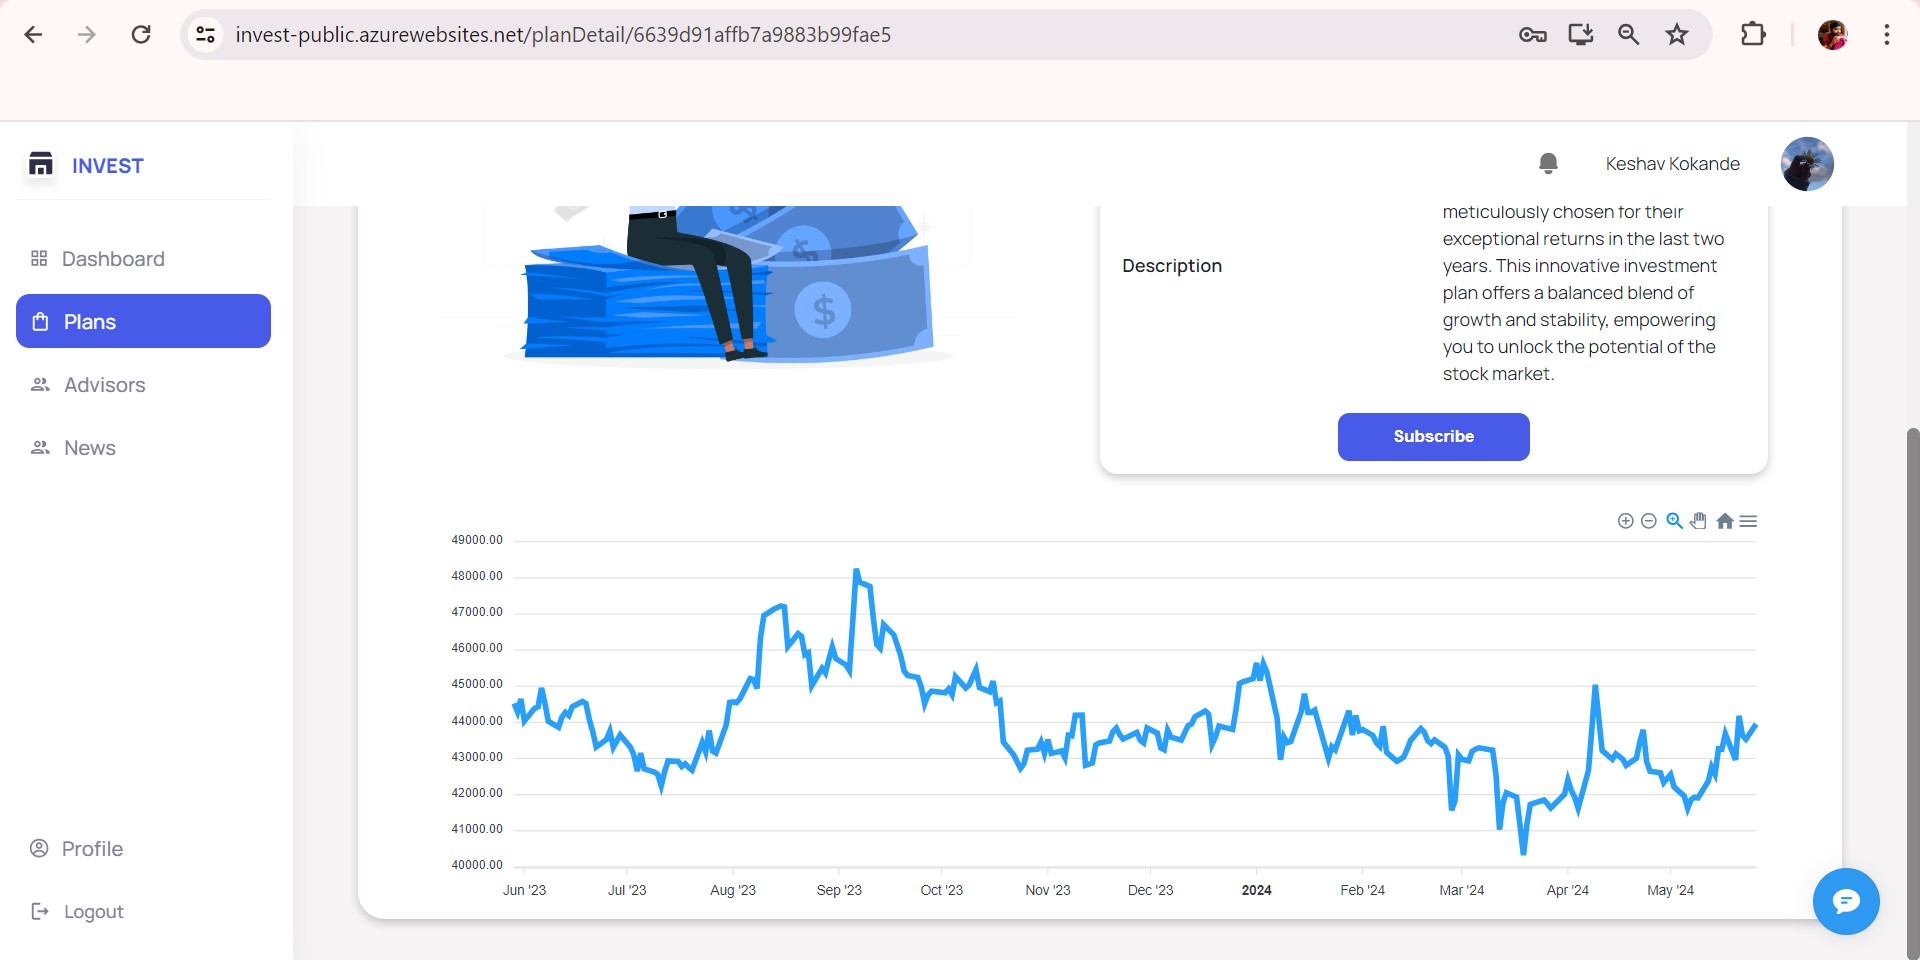 invest-public.azurewebsites.net/planDetail/6639d91affb7a9883b99fae5
INVEST
Keshav Kokande
Dashboard
Plans
Advisors
News
Profile
Logout
Description
meticulously chosen for their
exceptional returns in the last two
years. This innovative investment
plan offers a balanced blend of
growth and stability, empowering
you to unlock the potential of the
stock market.
Subscribe
49000.00
48000.00
47000.00
46000.00
45000.00
44000.00
43000.00
42000.00
41000.00
40000.00
Jun '23 Jul '23 Aug '23 Sep '23 Oct '23 Nov '23 Dec '23 2024 Feb '24 Mar '24 Apr '24 May '24